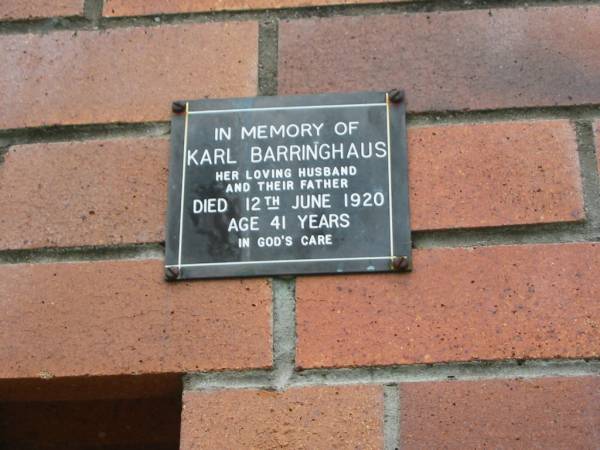 IN MEMORY OF
KARL BARRINGHAUS
HER LOVING HUSBAND
AND THEIR FATHER
DIED 12TH JUNE 1920
AGE 41 YEARS
IN GOD'S CARE